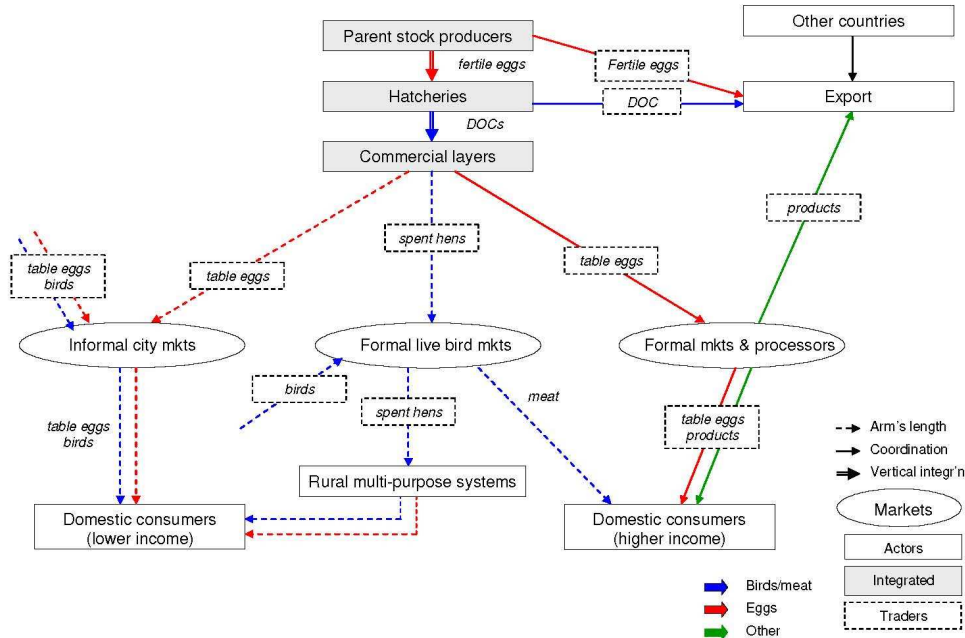 Other countries
Parent stock producers
fertile eggs
Fertile eggs
Hatcheries
DOC
Export
DOCs
Commercial layers
products
spent hens
table eggs
birds
table eggs
table eggs
Informal city mkts
Formal live bird mkts
Formal mkts & processors
birds
meat
spent hens
table eggs
products
table eggs
birds
Arm's length
Coordination
Vertical integr'n
Rural multi-purpose systems
Markets
Domestic consumers
(lower income)
Domestic consumers
(higher income)
Actors
Integrated
Traders
Birds/meat
Eggs
Other